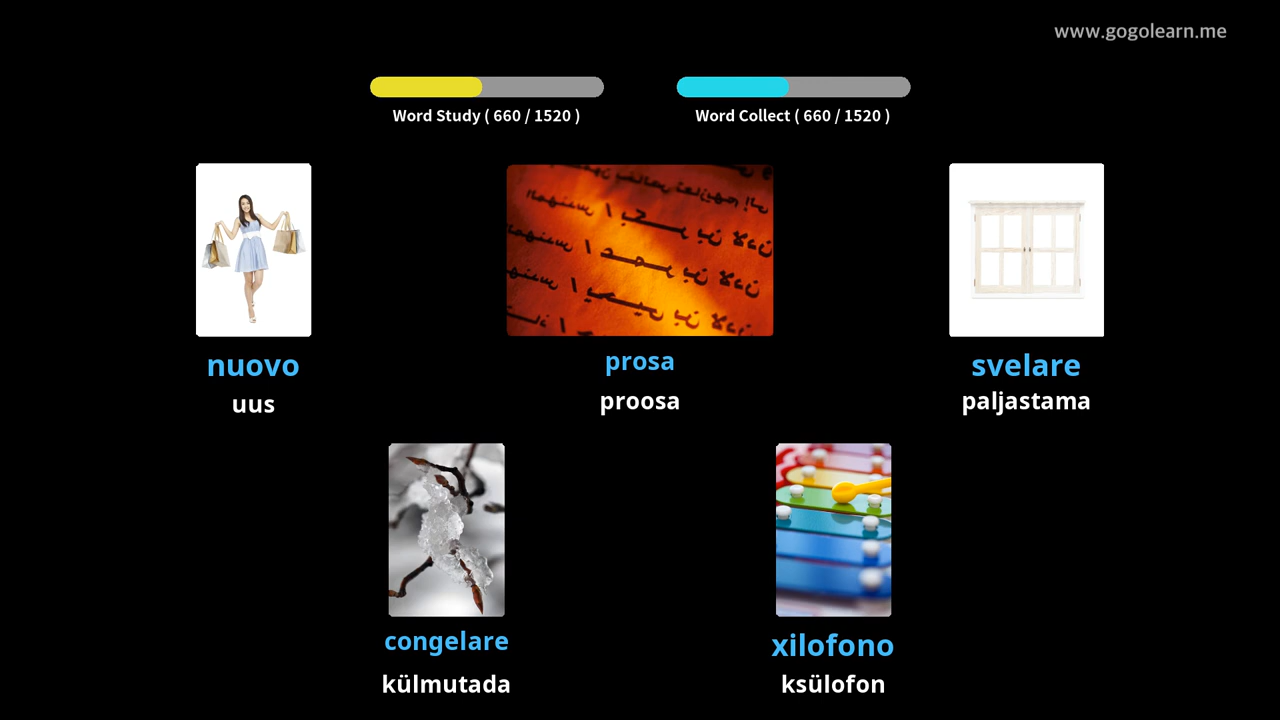 www.gogolearn.me
Word Study ( 660 / 1520 )
Word Collect ( 660 / 1520 )
nuovo
uus
prosa
proosa
svelare
paljastama
congelare
külmutada
xilofono
ksülofon